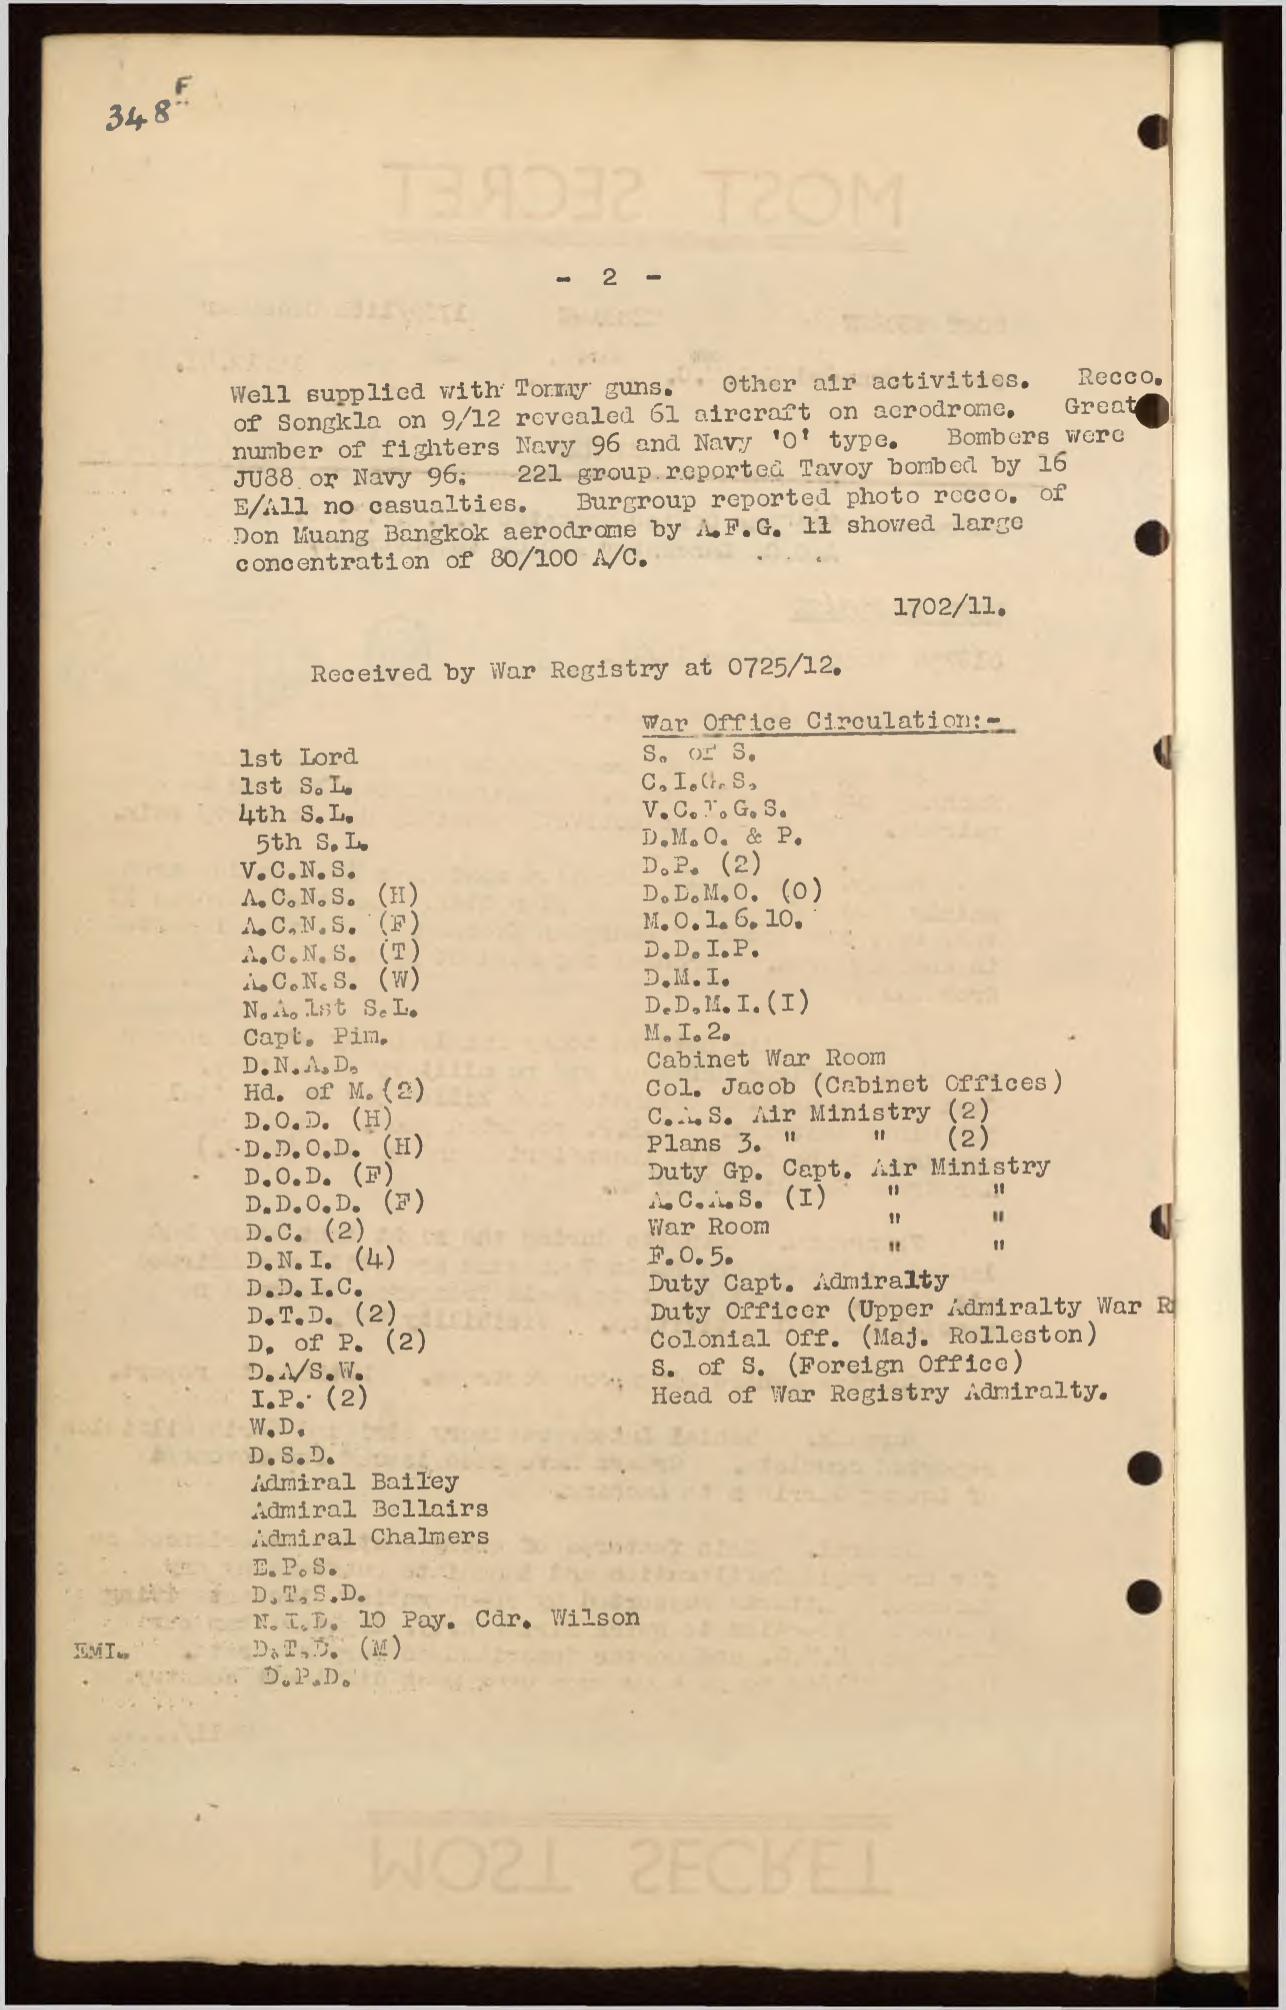 348F
- 2 -
Well supplied with Tommy guns. Other air activities. Recco.
of Songkla on 9/12 revealed 61 aircraft on aerodrome. Great
number of fighters Navy 96 and Navy '0' type. Bombers were
JU88 or Navy 96. 221 group reported Tavoy bombed by 16
E/All no casualties. Burgroup reported photo recco. of
Don Muang Bangkok aerodrome by A.F.G. 11 showed large
concentration of 80/100 A/C.
1702/11.
Received by War Registry at 0725/12.
1st Lord
1st S.L.
4th S.L.
5th S.L.
V.C.N.S.
A.C.N.S. (H)
A.C.N.S. (F)
A.C.N.S. (T)
A.C.N.S. (W)
N.A. 1st S.L.
Capt. Pim.
D.N.A.D.
Hd. of M. (2)
D.O.D. (H)
D.D.O.D. (H)
D.O.D. (F)
D.D.O.D. (F)
D.C. (2)
D.N.I. (4)
D.D.I.C.
D.T.D. (2)
D. of P. (2)
D.A/S.W.
I.P. (2)
W.D.
D.S.D.
Admiral Bailey
Admiral Bellairs
Admiral Chalmers
E.P.S.
D.T.S.D.
N.I.D. 10 Pay. Cdr. Wilson
EMI. D.T.D. (M)
D.P.D.
War Office Circulation:-
S. of S.
C.I.G.S.
V.C.I.G.S.
D.M.O. & P.
D.P. (2)
D.D.M.O. (O)
M.O.1.6.10.
D.D.I.P.
D.M.I.
D.D.M.I.(I)
M.I.2.
Cabinet War Room
Col. Jacob (Cabinet Offices)
C.A.S. Air Ministry (2)
Plans 3. " " (2)
Duty Gp. Capt. Air Ministry
A.C.A.S. (I) " "
War Room " "
F.O.5. " "
Duty Capt. Admiralty
Duty Officer (Upper Admiralty War R
Colonial Off. (Maj. Rolleston)
S. of S. (Foreign Office)
Head of War Registry Admiralty.
MOST SECRET